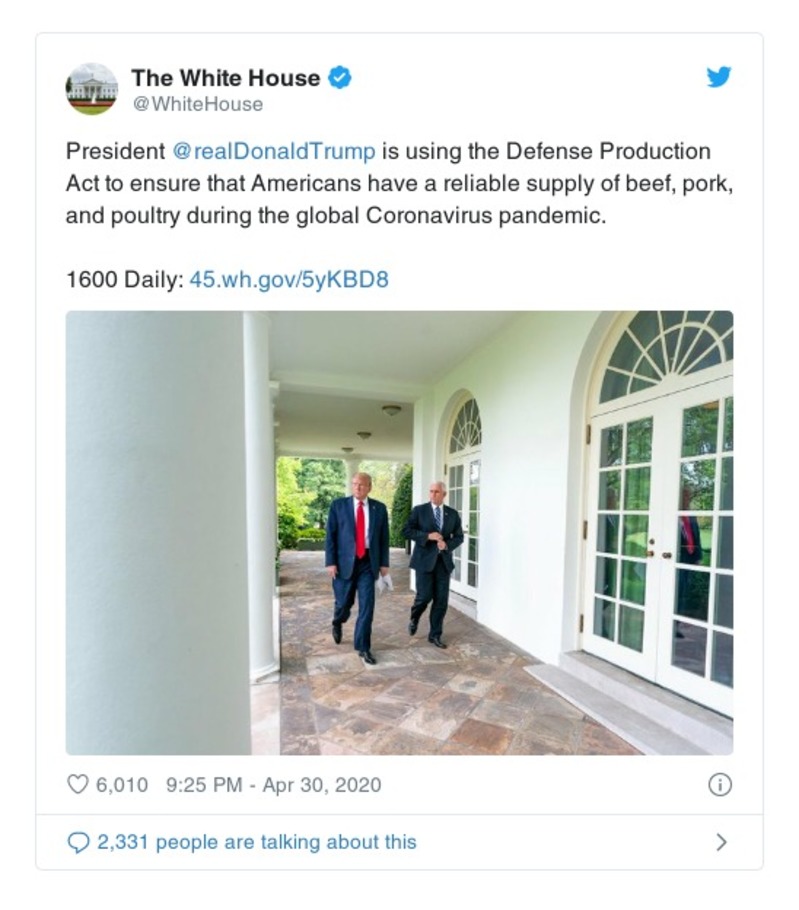 The White House
@WhiteHouse
President @realDonaldTrump is using the Defense Production
Act to ensure that Americans have a reliable supply of beef, pork,
and poultry during the global Coronavirus pandemic.
1600 Daily: 45.wh.gov/5yKBD8
6,010 9:25 PM - Apr 30, 2020
2,331 people are talking about this